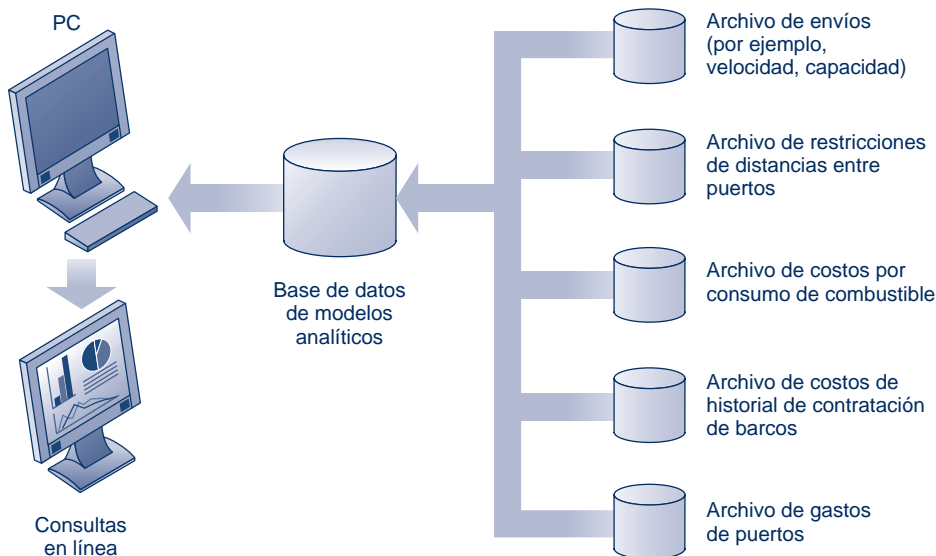 PC
Archivo de envíos
(por ejemplo,
velocidad, capacidad)
Archivo de restricciones
de distancias entre
puertos
Base de datos
de modelos
analíticos
Archivo de costos por
consumo de combustible
Archivo de costos de
historial de contratación
de barcos
Consultas
en línea
Archivo de gastos
de puertos